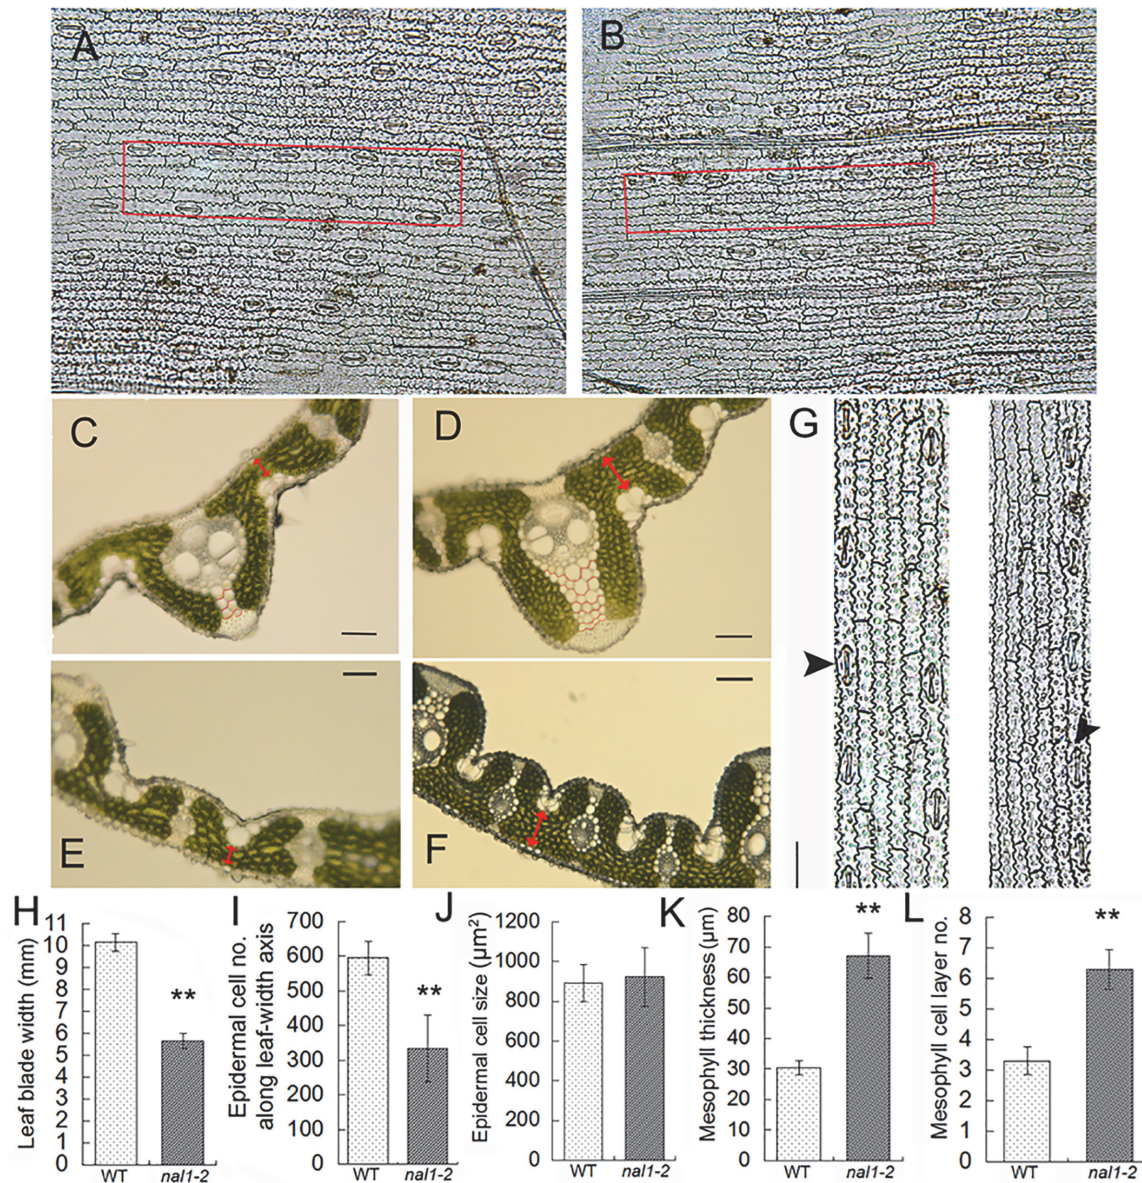 A
B
C
D
G
E
F
H
Leaf blade width (mm)
11
10
9
8
7
6
5
4
3
2
1
0
**
WT
nal1-2
I
Epidermal cell no.
along leaf-width axis
700
600
500
400
300
200
100
0
**
WT
nal1-2
J
Epidermal cell size (µm²)
1200
1000
800
600
400
200
0
WT
nal1-2
K
Mesophyll thickness (µm)
80
70
60
50
40
30
20
10
0
**
WT
nal1-2
L
Mesophyll cell layer no.
8
7
6
5
4
3
2
1
0
**
WT
nal1-2